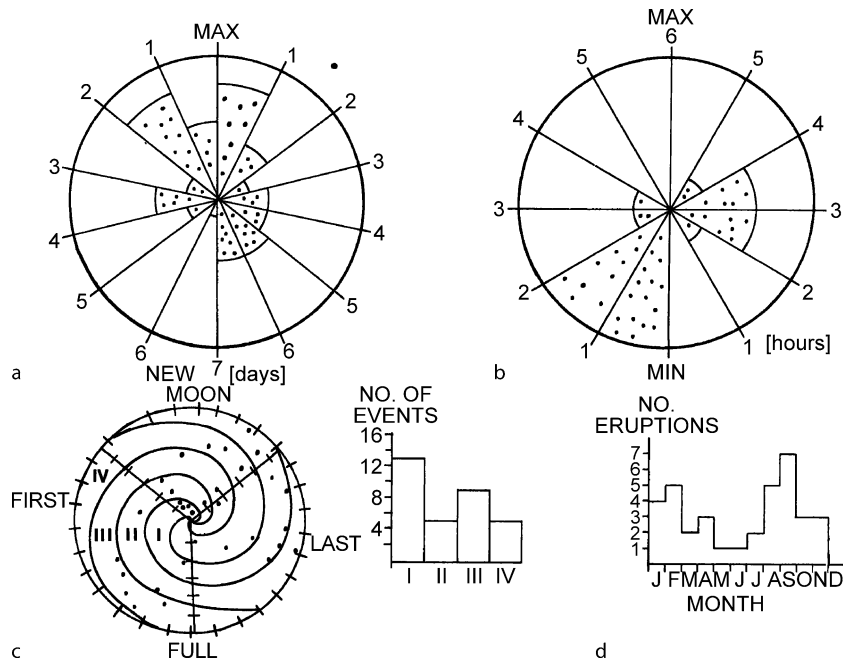 MAX
1 1
2 2
3 3
4 4
5 5
6 6
7 [days]
a
MAX
6
5 5
4 4
3 3
2 2
1 1
[hours]
MIN
b
NEW
MOON
FIRST
LAST
FULL
IV
III II I
c
NO. OF
EVENTS
16
12
8
4
I II III IV
NO.
ERUPTIONS
7
6
5
4
3
2
1
J FMAM J J ASOND
MONTH
d